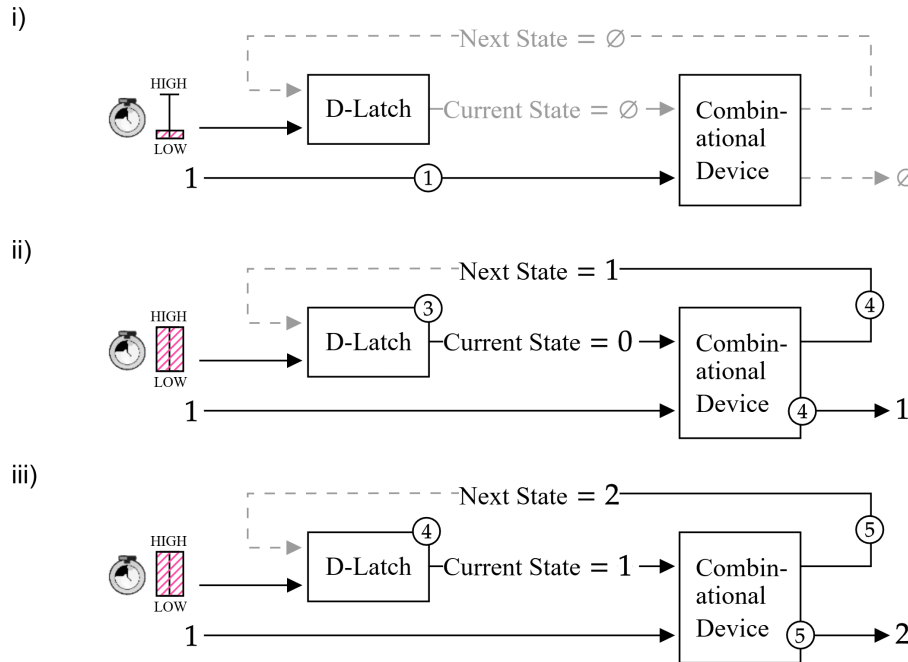 i)
Next State = ∅
HIGH
D-Latch
Current State = ∅
Combin-
ational
Device
LOW
1
①
∅
ii)
Next State = 1
④
HIGH
③
D-Latch
Current State = 0
Combin-
ational
Device
LOW
1
④
1
iii)
Next State = 2
⑤
HIGH
④
D-Latch
Current State = 1
Combin-
ational
Device
LOW
1
⑤
2